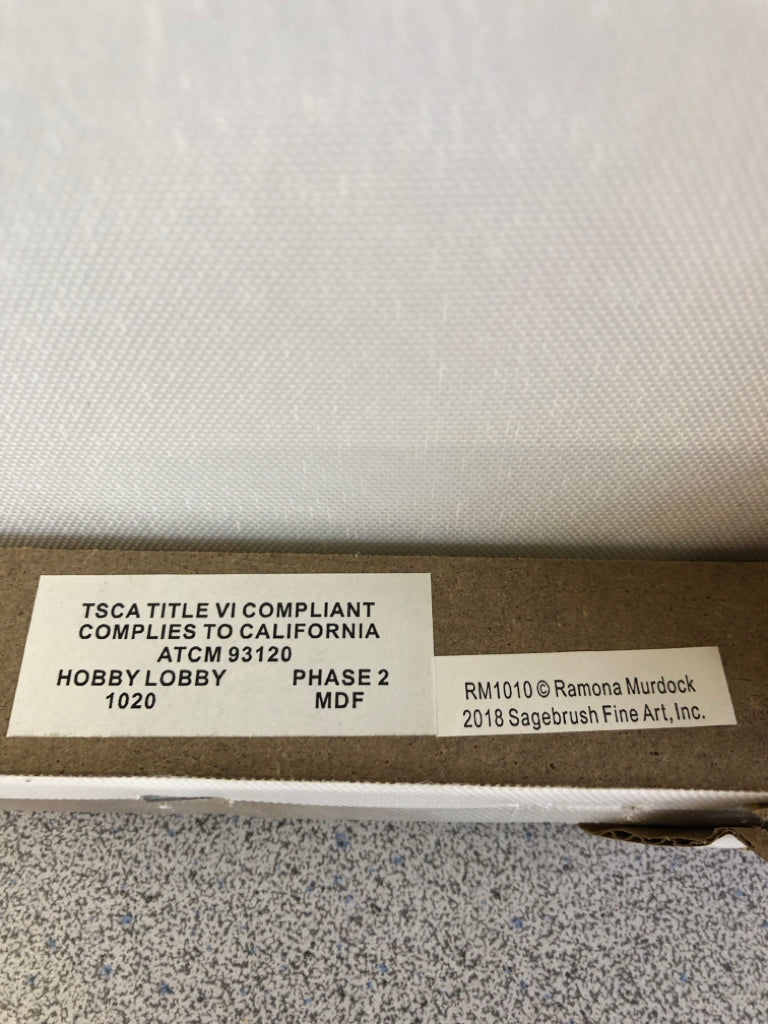 TSCA TITLE VI COMPLIANT
COMPLIES TO CALIFORNIA
ATCM 93120
HOBBY LOBBY PHASE 2
1020 MDF
RM1010 © Ramona Murdock
2018 Sagebrush Fine Art, Inc.